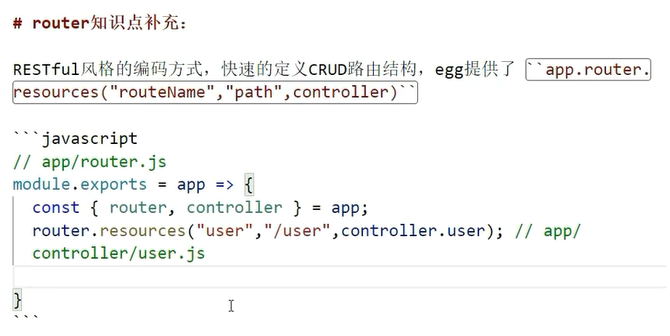 # router知识点补充：
RESTful风格的编码方式，快速的定义CRUD路由结构，egg提供了 ``app.router.
resources("routeName","path",controller)``
```javascript
// app/router.js
module.exports = app => {
  const { router, controller } = app;
  router.resources("user","/user",controller.user); // app/
  controller/user.js
}
```